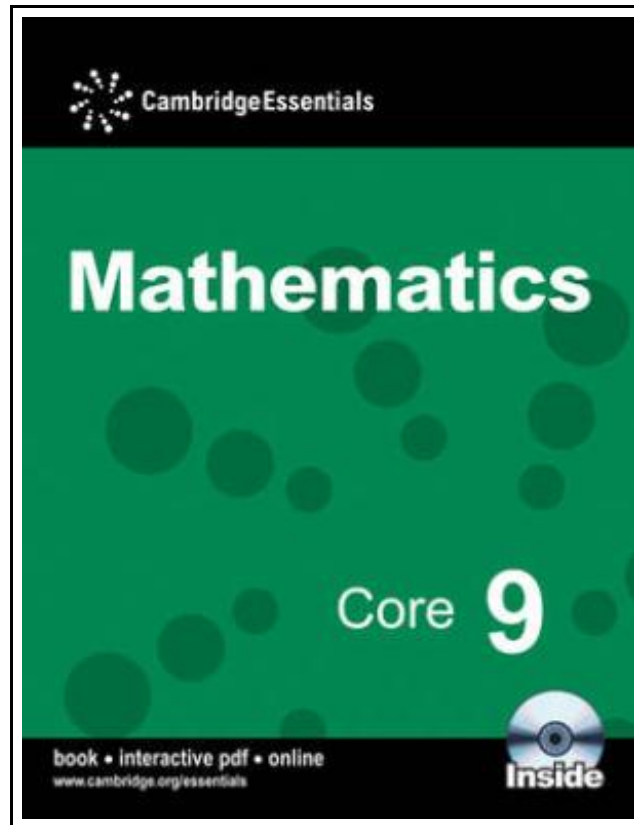 CambridgeEssentials
Mathematics
Core 9
book • interactive pdf • online
www.cambridge.org/essentials
Inside